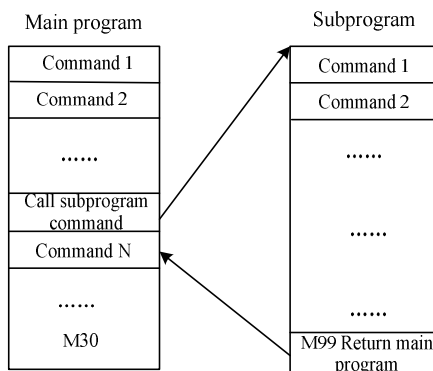 Main program
Command 1
Command 2
......
Call subprogram
command
Command N
......
M30
Subprogram
Command 1
Command 2
......
......
......
M99 Return main
program